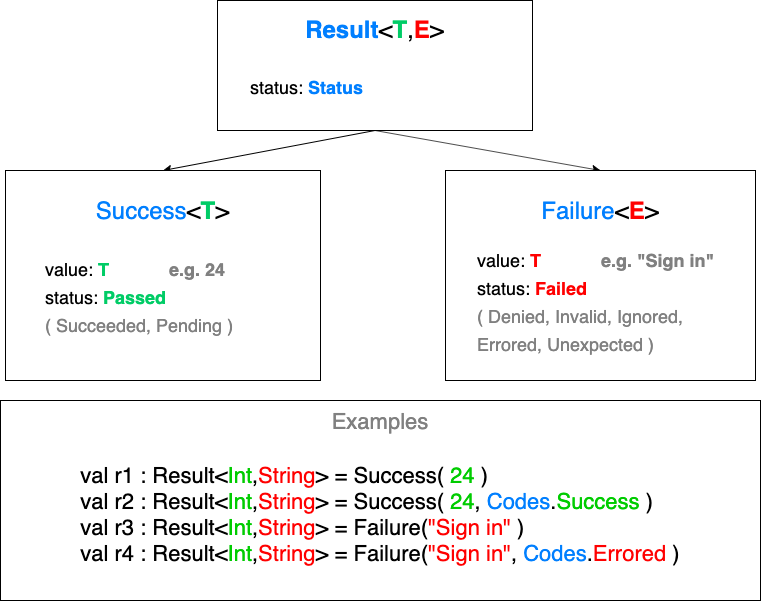 Result<T,E>
status: Status
Success<T>
value: T e.g. 24
status: Passed
( Succeeded, Pending )
Failure<E>
value: T e.g. "Sign in"
status: Failed
( Denied, Invalid, Ignored,
Errored, Unexpected )
Examples
val r1 : Result<Int,String> = Success( 24 )
val r2 : Result<Int,String> = Success( 24, Codes.Success )
val r3 : Result<Int,String> = Failure("Sign in" )
val r4 : Result<Int,String> = Failure("Sign in", Codes.Errored )